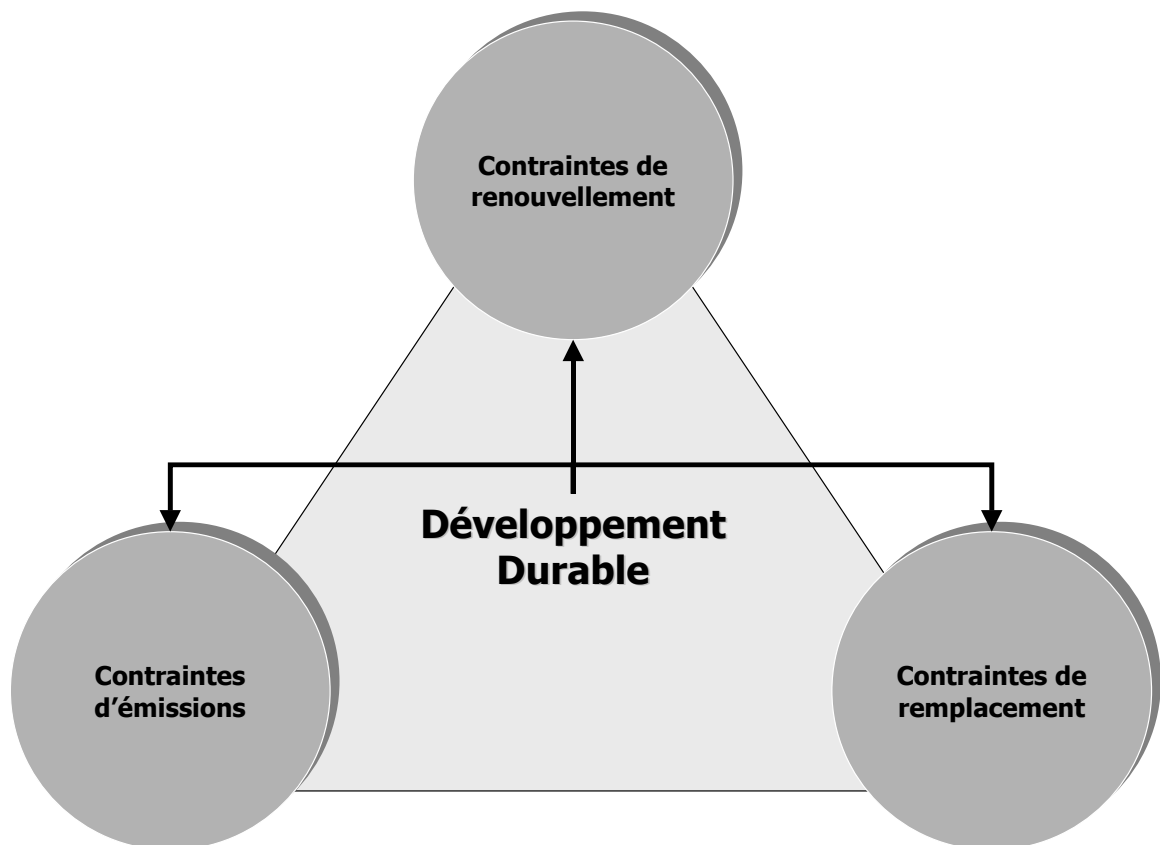 Contraintes de
renouvellement
Développement
Durable
Contraintes
d’émissions
Contraintes de
remplacement